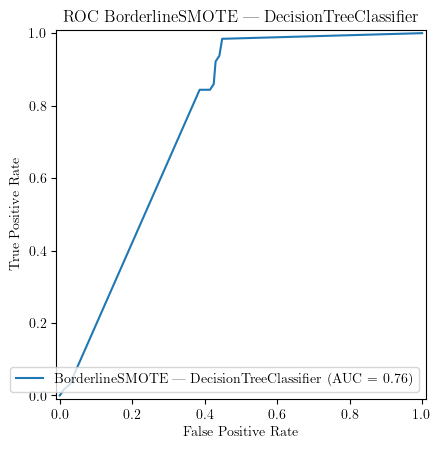 ROC BorderlineSMOTE — DecisionTreeClassifier
1.0
0.8
0.6
0.4
0.2
0.0
True Positive Rate
BorderlineSMOTE — DecisionTreeClassifier (AUC = 0.76)
0.0 0.2 0.4 0.6 0.8 1.0
False Positive Rate